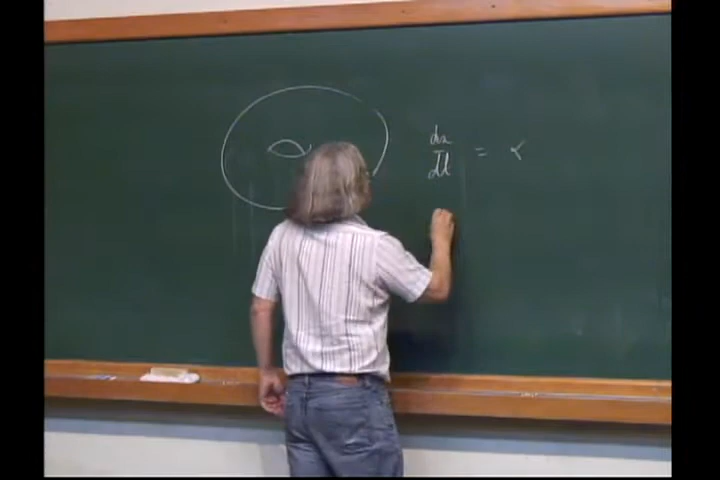 dx/dt = α